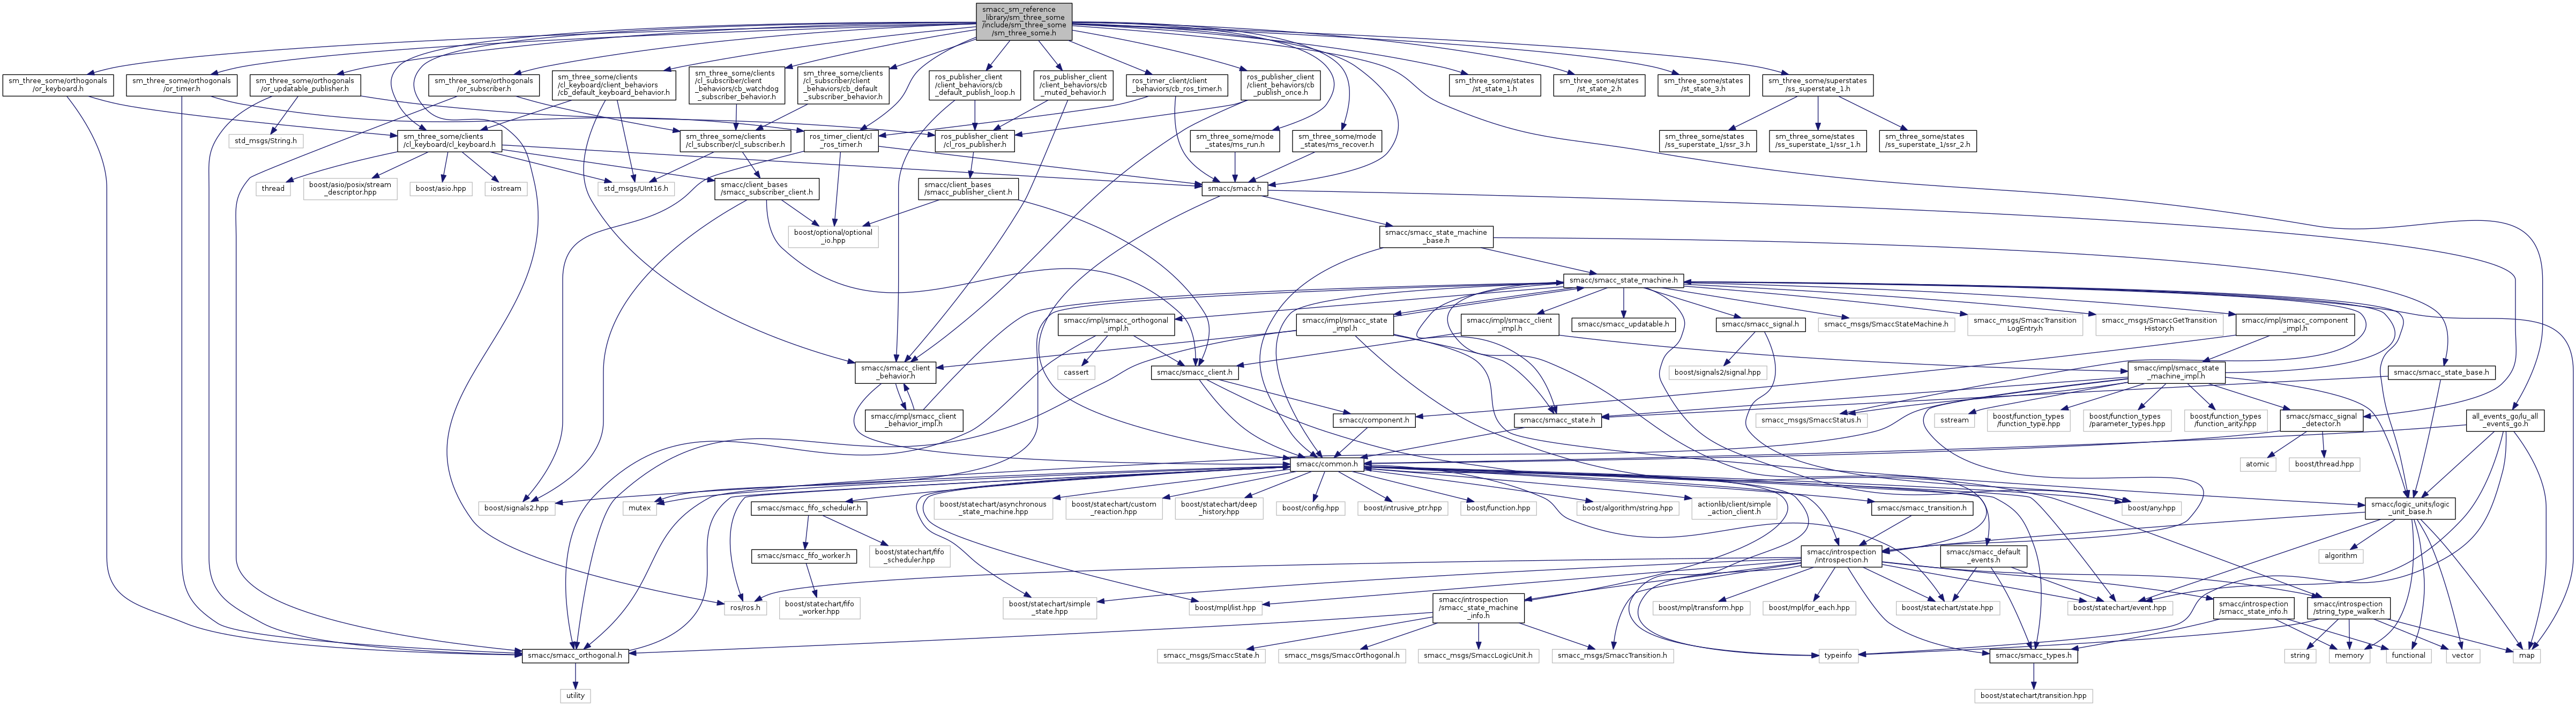 smacc_sm_reference
_library/sm_three_some
/include/sm_three_some
/sm_three_some.h
sm_three_some/orthogonals
/or_keyboard.h
sm_three_some/orthogonals
/or_timer.h
sm_three_some/orthogonals
/or_updatable_publisher.h
sm_three_some/orthogonals
/or_subscriber.h
sm_three_some/clients
/cl_keyboard/client_behaviors
/cb_default_keyboard_behavior.h
sm_three_some/clients
/cl_subscriber/client
_behaviors/cb_watchdog
_subscriber_behavior.h
sm_three_some/clients
/cl_subscriber/client
_behaviors/cb_default
_subscriber_behavior.h
ros_publisher_client
/client_behaviors/cb
_default_publish_loop.h
ros_publisher_client
/client_behaviors/cb
_muted_behavior.h
ros_timer_client/client
_behaviors/cb_ros_timer.h
ros_publisher_client
/client_behaviors/cb
_publish_once.h
sm_three_some/states
/st_state_1.h
sm_three_some/states
/st_state_2.h
sm_three_some/states
/st_state_3.h
sm_three_some/superstates
/ss_superstate_1.h
std_msgs/String.h
sm_three_some/clients
/cl_keyboard/cl_keyboard.h
sm_three_some/clients
/cl_subscriber/cl_subscriber.h
ros_timer_client/cl
_ros_timer.h
ros_publisher_client
/cl_ros_publisher.h
sm_three_some/mode
_states/ms_run.h
sm_three_some/mode
_states/ms_recover.h
sm_three_some/states
/ss_superstate_1/ssr_3.h
sm_three_some/states
/ss_superstate_1/ssr_1.h
sm_three_some/states
/ss_superstate_1/ssr_2.h
thread
boost/asio/posix/stream
_descriptor.hpp
boost/asio.hpp
iostream
std_msgs/UInt16.h
smacc/client_bases
/smacc_subscriber_client.h
smacc/client_bases
/smacc_publisher_client.h
smacc/smacc.h
boost/optional/optional
_io.hpp
smacc/smacc_state_machine
_base.h
smacc/smacc_state_machine.h
smacc/impl/smacc_orthogonal
_impl.h
smacc/impl/smacc_state
_impl.h
smacc/impl/smacc_client
_impl.h
smacc/smacc_updatable.h
smacc/smacc_signal.h
smacc_msgs/SmaccStateMachine.h
smacc_msgs/SmaccTransition
LogEntry.h
smacc_msgs/SmaccGetTransition
History.h
smacc/impl/smacc_component
_impl.h
smacc/smacc_client
_behavior.h
cassert
smacc/smacc_client.h
boost/signals2/signal.hpp
smacc/impl/smacc_state
_machine_impl.h
smacc/smacc_state_base.h
smacc/impl/smacc_client
_behavior_impl.h
smacc/component.h
smacc/smacc_state.h
smacc_msgs/SmaccStatus.h
sstream
boost/function_types
/function_type.hpp
boost/function_types
/parameter_types.hpp
boost/function_types
/function_arity.hpp
smacc/smacc_signal
_detector.h
all_events_go/lu_all
_events_go.h
smacc/common.h
atomic
boost/thread.hpp
boost/signals2.hpp
mutex
smacc/smacc_fifo_scheduler.h
boost/statechart/asynchronous
_state_machine.hpp
boost/statechart/custom
_reaction.hpp
boost/statechart/deep
_history.hpp
boost/config.hpp
boost/intrusive_ptr.hpp
boost/function.hpp
boost/algorithm/string.hpp
actionlib/client/simple
_action_client.h
smacc/smacc_transition.h
boost/any.hpp
smacc/logic_units/logic
_unit_base.h
smacc/smacc_fifo_worker.h
boost/statechart/fifo
_scheduler.hpp
smacc/introspection
/introspection.h
smacc/smacc_default
_events.h
algorithm
ros/ros.h
boost/statechart/fifo
_worker.hpp
boost/statechart/simple
_state.hpp
boost/mpl/list.hpp
smacc/introspection
/smacc_state_machine
_info.h
boost/mpl/transform.hpp
boost/mpl/for_each.hpp
boost/statechart/state.hpp
boost/statechart/event.hpp
smacc/introspection
/smacc_state_info.h
smacc/introspection
/string_type_walker.h
smacc/smacc_orthogonal.h
smacc_msgs/SmaccState.h
smacc_msgs/SmaccOrthogonal.h
smacc_msgs/SmaccLogicUnit.h
smacc_msgs/SmaccTransition.h
typeinfo
smacc/smacc_types.h
string
memory
functional
vector
map
utility
boost/statechart/transition.hpp